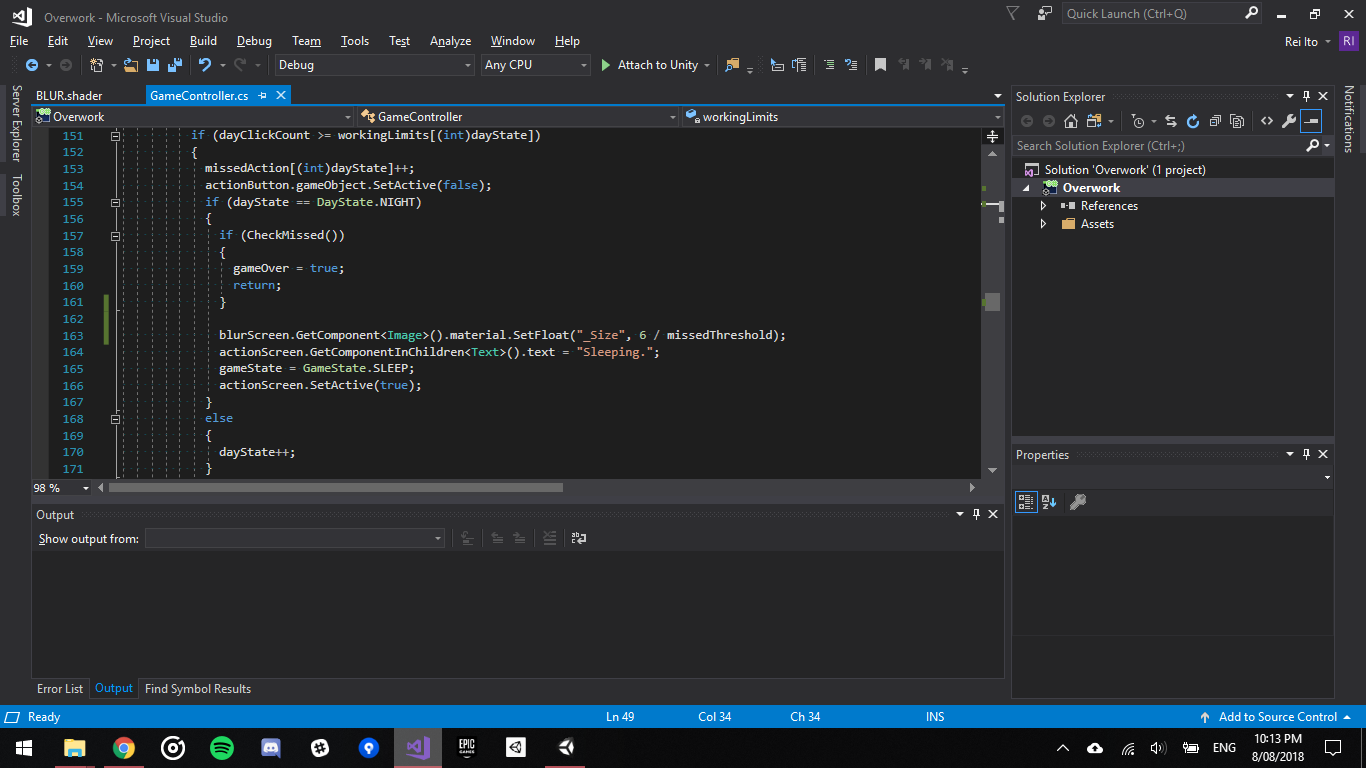 Overwork - Microsoft Visual Studio
Quick Launch (Ctrl+Q)
File Edit View Project Build Debug Team Tools Test Analyze Window Help
Rei Ito RI
Debug Any CPU Attach to Unity
Server Explorer
Toolbox
BLUR.shader GameController.cs
Overwork GameController workingLimits
151 if (dayClickCount >= workingLimits[(int)dayState])
152 {
153 missedAction[(int)dayState]++;
154 actionButton.gameObject.SetActive(false);
155 if (dayState == DayState.NIGHT)
156 {
157 if (CheckMissed())
158 {
159 gameOver = true;
160 return;
161 }
162
163 blurScreen.GetComponent<Image>().material.SetFloat("_Size", 6 / missedThreshold);
164 actionScreen.GetComponentInChildren<Text>().text = "Sleeping.";
165 gameState = GameState.SLEEP;
166 actionScreen.SetActive(true);
167 }
168 else
169 {
170 dayState++;
171 }
98 %
Output
Show output from:
Error List Output Find Symbol Results
Solution Explorer
Search Solution Explorer (Ctrl+;)
Solution 'Overwork' (1 project)
Overwork
References
Assets
Properties
Notifications
Ready Ln 49 Col 34 Ch 34 INS Add to Source Control
EPIC
GAMES
ENG
10:13 PM
8/08/2018